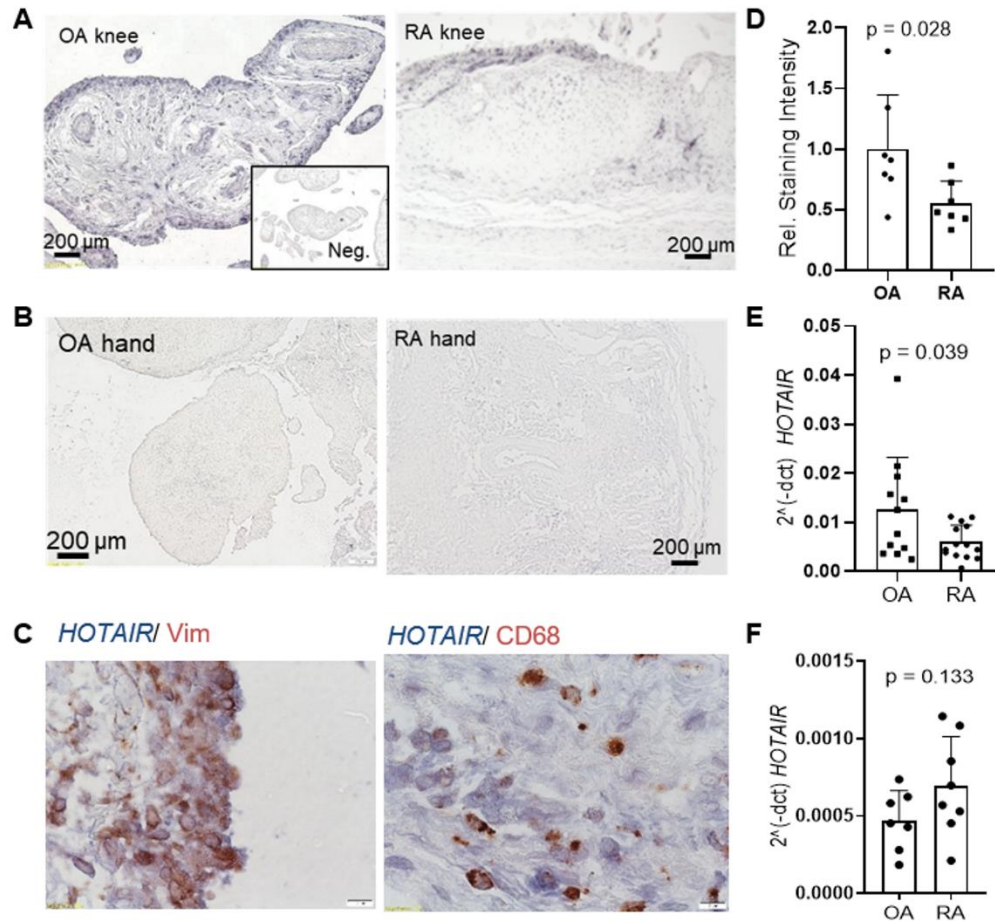 A
OA knee
200 µm
Neg.
RA knee
200 µm
D
p = 0.028
Rel. Staining Intensity
2.0
1.5
1.0
0.5
0.0
OA
RA
B
OA hand
200 µm
RA hand
200 µm
E
p = 0.039
2^(-dct) HOTAIR
0.05
0.04
0.03
0.02
0.01
0.00
OA
RA
C
HOTAIR/ Vim
HOTAIR/ CD68
F
p = 0.133
2^(-dct) HOTAIR
0.0015
0.0010
0.0005
0.0000
OA
RA